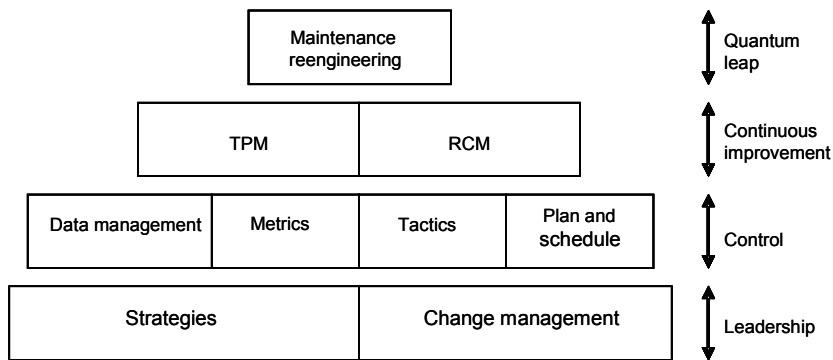 Maintenance
reengineering
Quantum
leap
TPM
RCM
Continuous
improvement
Data management
Metrics
Tactics
Plan and
schedule
Control
Strategies
Change management
Leadership